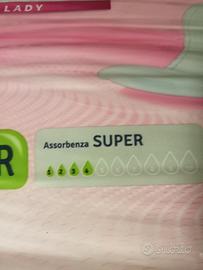 LADY
Assorbenza SUPER
R
1 2 3 4